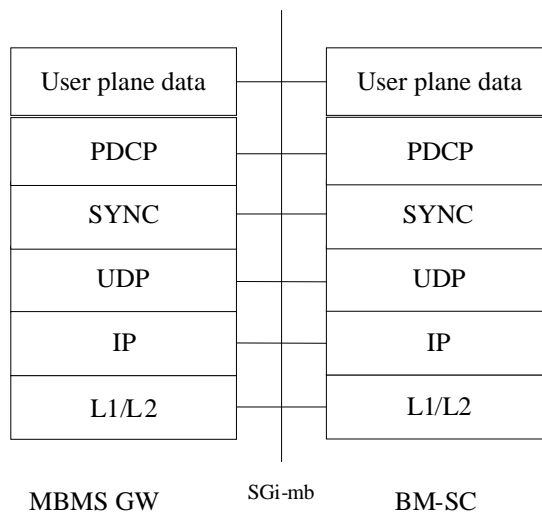 User plane data User plane data
PDCP PDCP
SYNC SYNC
UDP UDP
IP IP
L1/L2 L1/L2
MBMS GW SGi-mb BM-SC